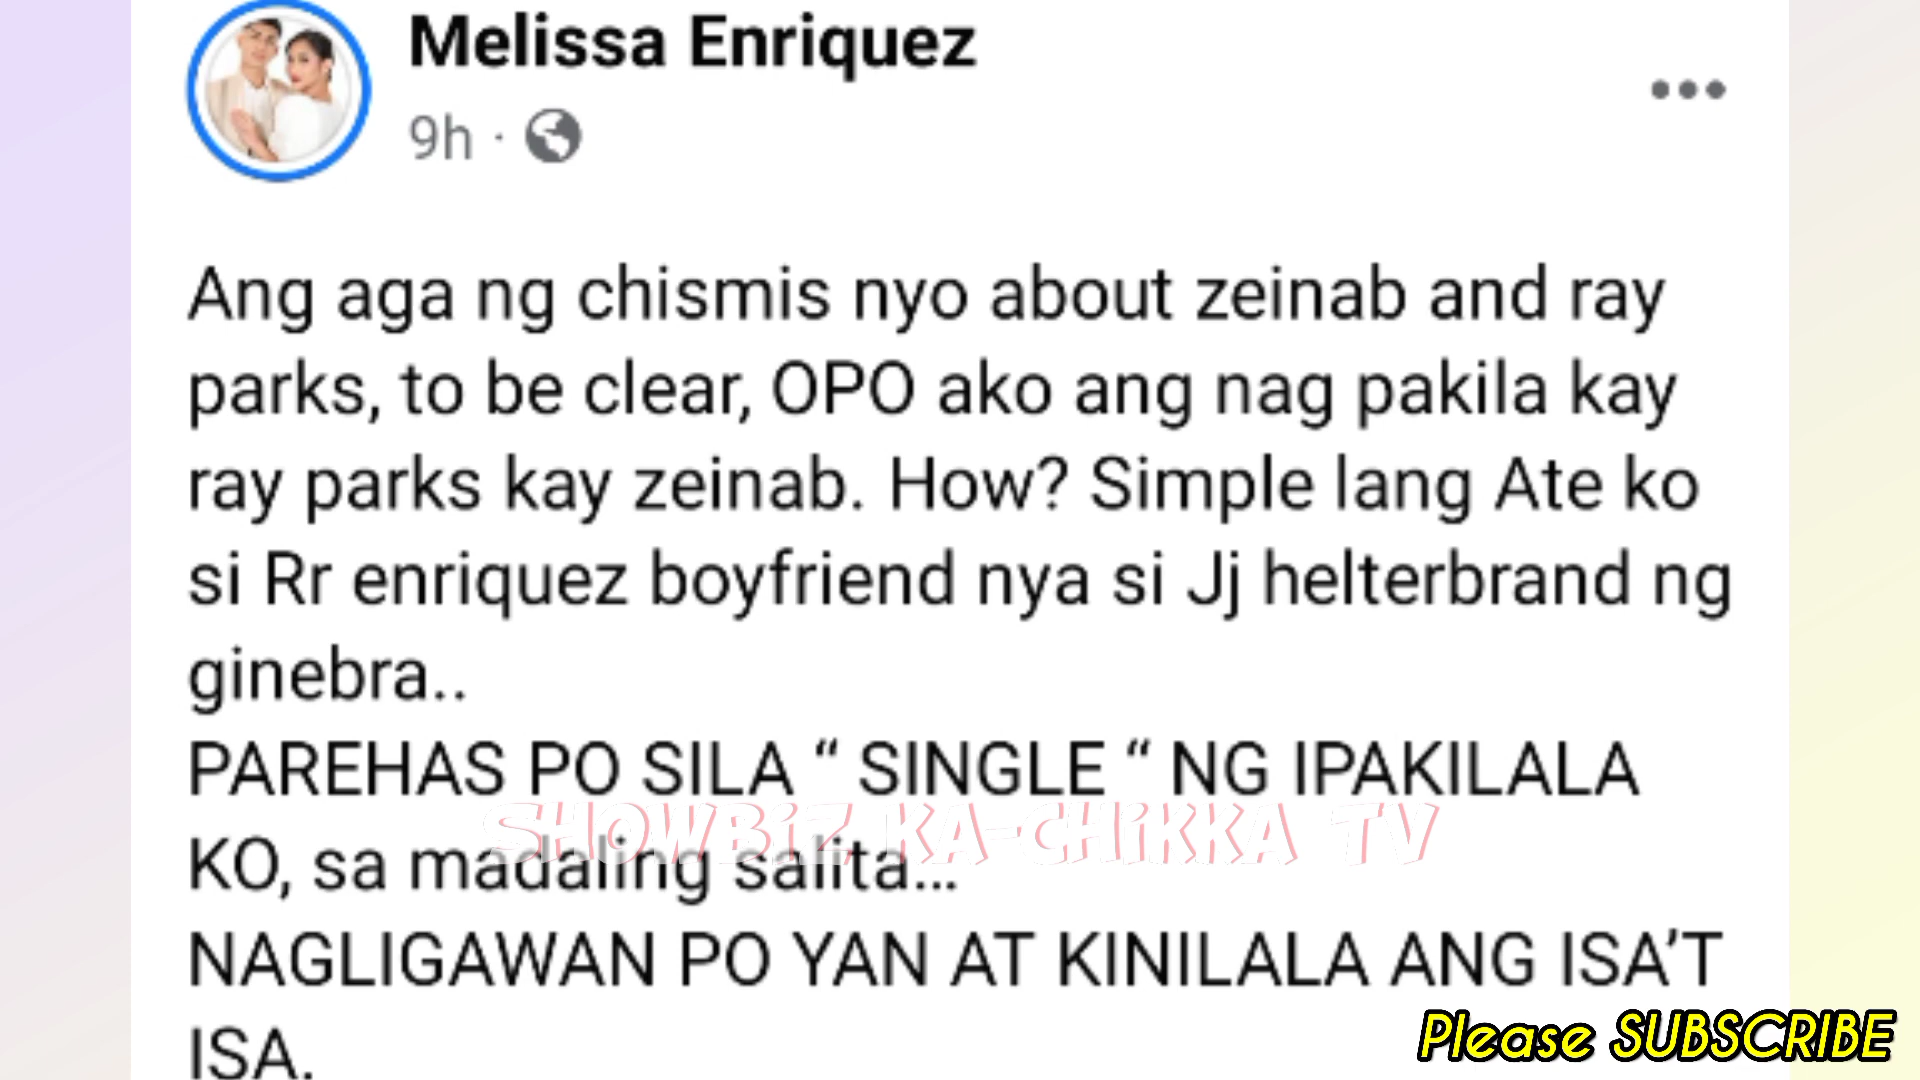 Melissa Enriquez
9h ·
Ang aga ng chismis nyo about zeinab and ray
parks, to be clear, OPO ako ang nag pakila kay
ray parks kay zeinab. How? Simple lang Ate ko
si Rr enriquez boyfriend nya si Jj helterbrand ng
ginebra..
PAREHAS PO SILA “ SINGLE “ NG IPAKILALA
SHOWBIZ KA-CHIKKA TV
KO, sa madaling salita...
NAGLIGAWAN PO YAN AT KINILALA ANG ISA’T
ISA.
Please SUBSCRIBE